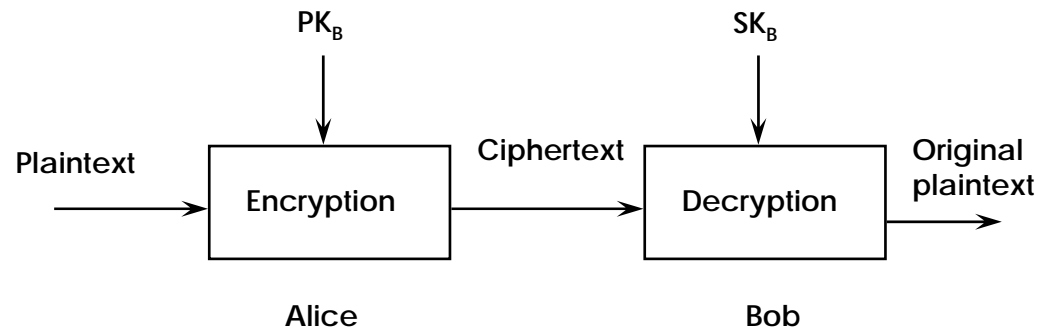 PK_B
SK_B
Plaintext
Encryption
Ciphertext
Decryption
Original
plaintext
Alice
Bob